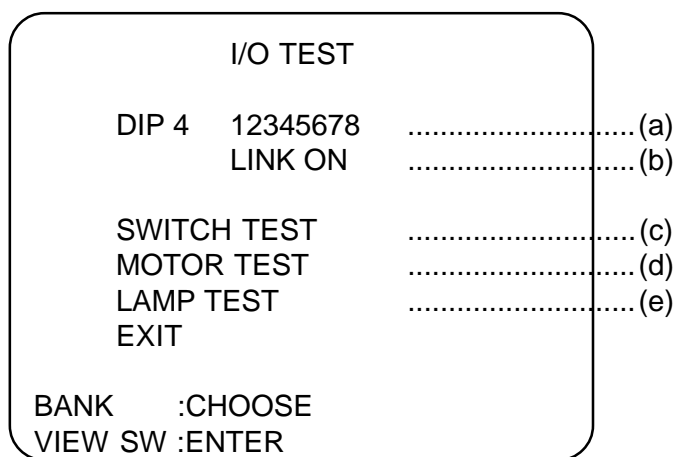 I/O TEST
DIP 4 12345678 ...........................(a)
LINK ON ...........................(b)
SWITCH TEST ...........................(c)
MOTOR TEST ...........................(d)
LAMP TEST ...........................(e)
EXIT
BANK :CHOOSE
VIEW SW :ENTER